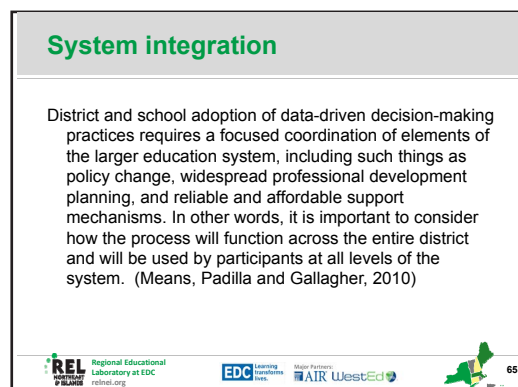 System integration
District and school adoption of data-driven decision-making
practices requires a focused coordination of elements of
the larger education system, including such things as
policy change, widespread professional development
planning, and reliable and affordable support
mechanisms. In other words, it is important to consider
how the process will function across the entire district
and will be used by participants at all levels of the
system. (Means, Padilla and Gallagher, 2010)
REL
NORTHEAST
& ISLANDS
Regional Educational
Laboratory at EDC
relnei.org
EDC
Learning
transforms
lives.
Major Partners:
AIR WestEd
65